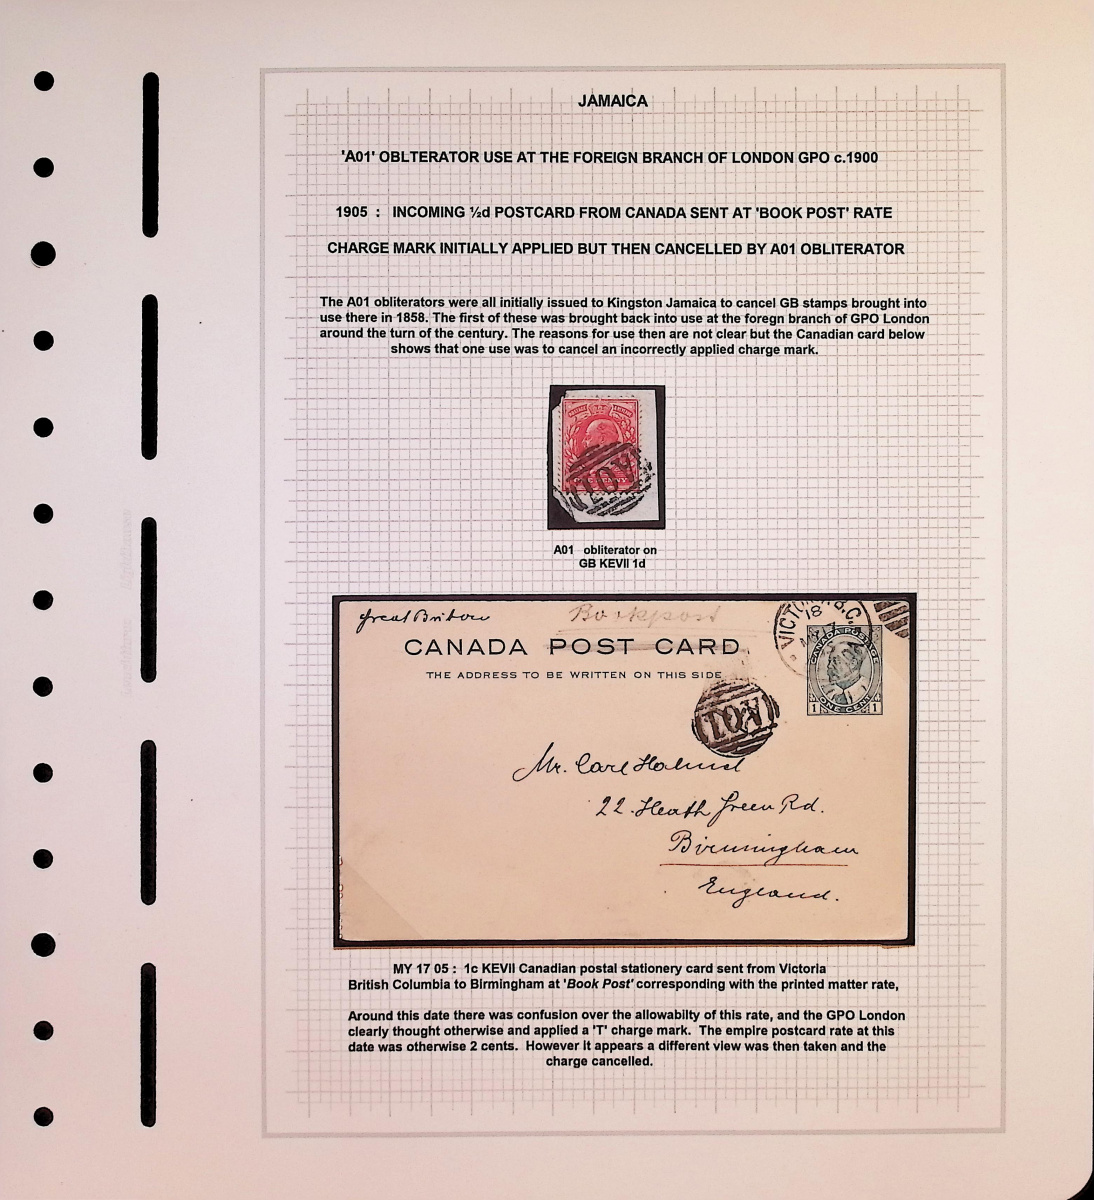 JAMAICA
'A01' OBLTERATOR USE AT THE FOREIGN BRANCH OF LONDON GPO c.1900
1905 : INCOMING ½d POSTCARD FROM CANADA SENT AT 'BOOK POST' RATE
CHARGE MARK INITIALLY APPLIED BUT THEN CANCELLED BY A01 OBLITERATOR
The A01 obliterators were all initially issued to Kingston Jamaica to cancel GB stamps brought into
use there in 1858. The first of these was brought back into use at the foregn branch of GPO London
around the turn of the century. The reasons for use then are not clear but the Canadian card below
shows that one use was to cancel an incorrectly applied charge mark.
A01
A01 obliterator on
GB KEVII 1d
Great Britain
Bookpost
CANADA POST CARD
THE ADDRESS TO BE WRITTEN ON THIS SIDE
VICTORIA B.C.
18
MY 17
CANADA POSTAGE
1 ONE CENT 1
A01
Mr. Carl
22. Heath Green Rd.
Birmingham
England.
MY 17 05 : 1c KEVII Canadian postal stationery card sent from Victoria
British Columbia to Birmingham at 'Book Post' corresponding with the printed matter rate,
Around this date there was confusion over the allowabilty of this rate, and the GPO London
clearly thought otherwise and applied a 'T' charge mark. The empire postcard rate at this
date was otherwise 2 cents. However it appears a different view was then taken and the
charge cancelled.